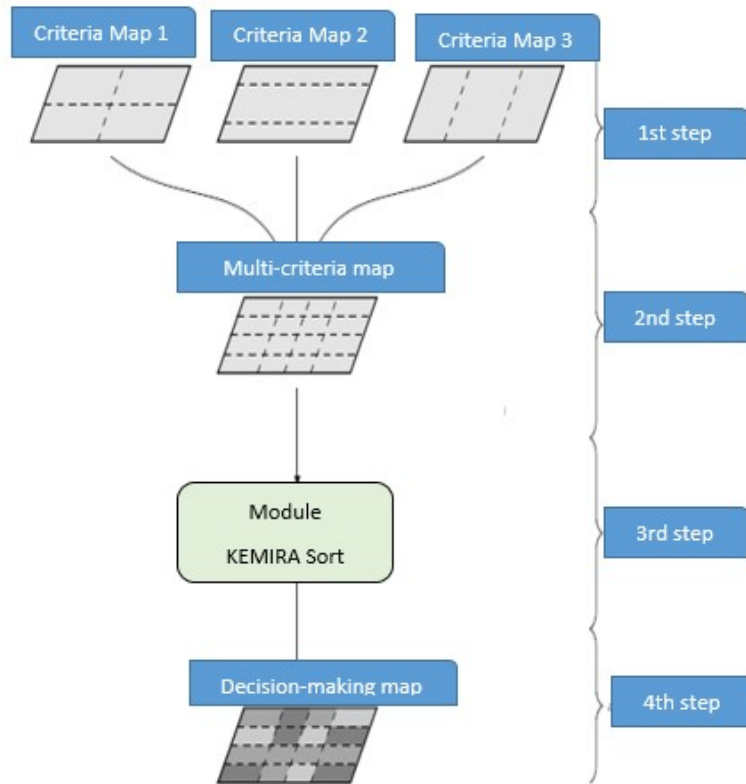 Criteria Map 1
Criteria Map 2
Criteria Map 3
1st step
Multi-criteria map
2nd step
Module
KEMIRA Sort
3rd step
Decision-making map
4th step